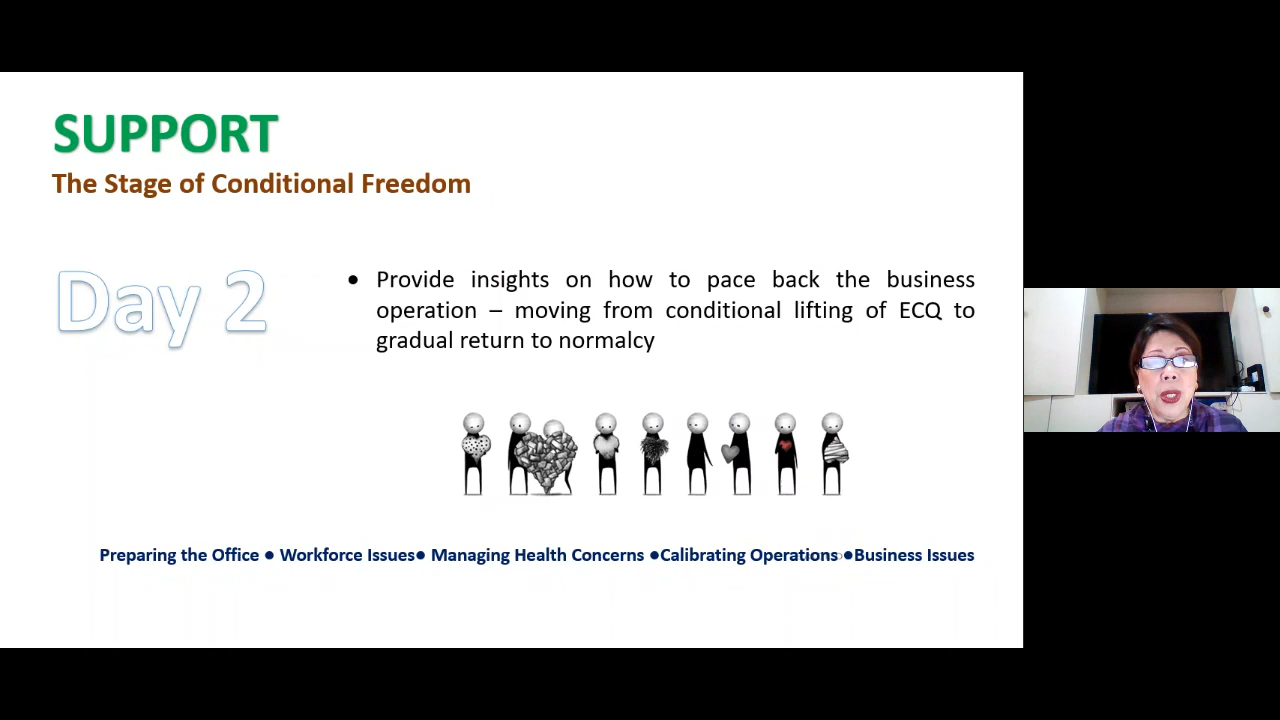 SUPPORT
The Stage of Conditional Freedom
Day 2
● Provide insights on how to pace back the business
operation – moving from conditional lifting of ECQ to
gradual return to normalcy
Preparing the Office ● Workforce Issues● Managing Health Concerns ●Calibrating Operations ●Business Issues